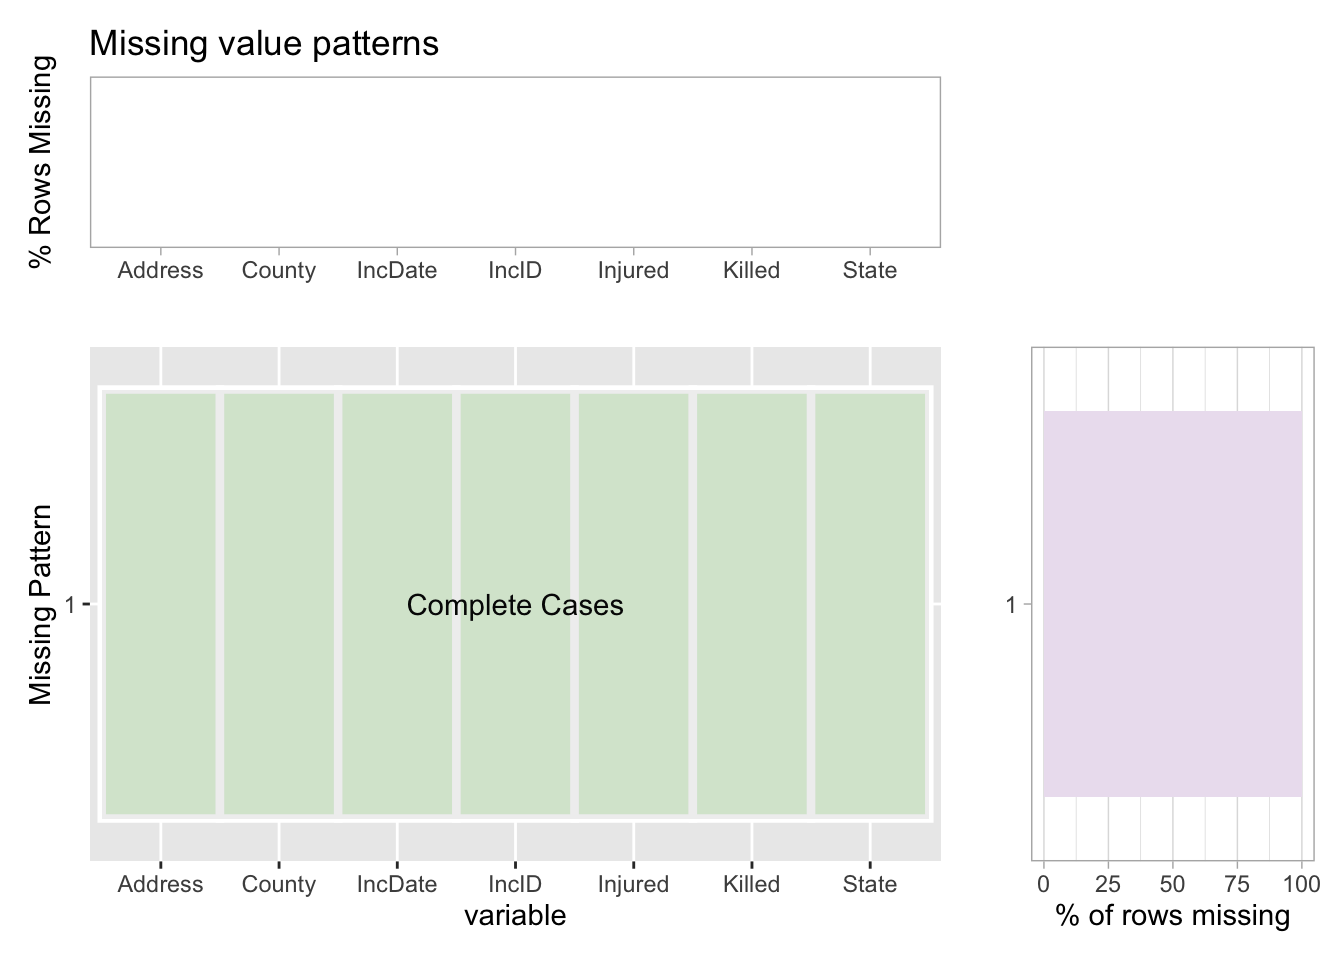 Missing value patterns
% Rows Missing
Address County IncDate IncID Injured Killed State
Missing Pattern
1
Complete Cases
Address County IncDate IncID Injured Killed State
variable
1
0 25 50 75 100
% of rows missing